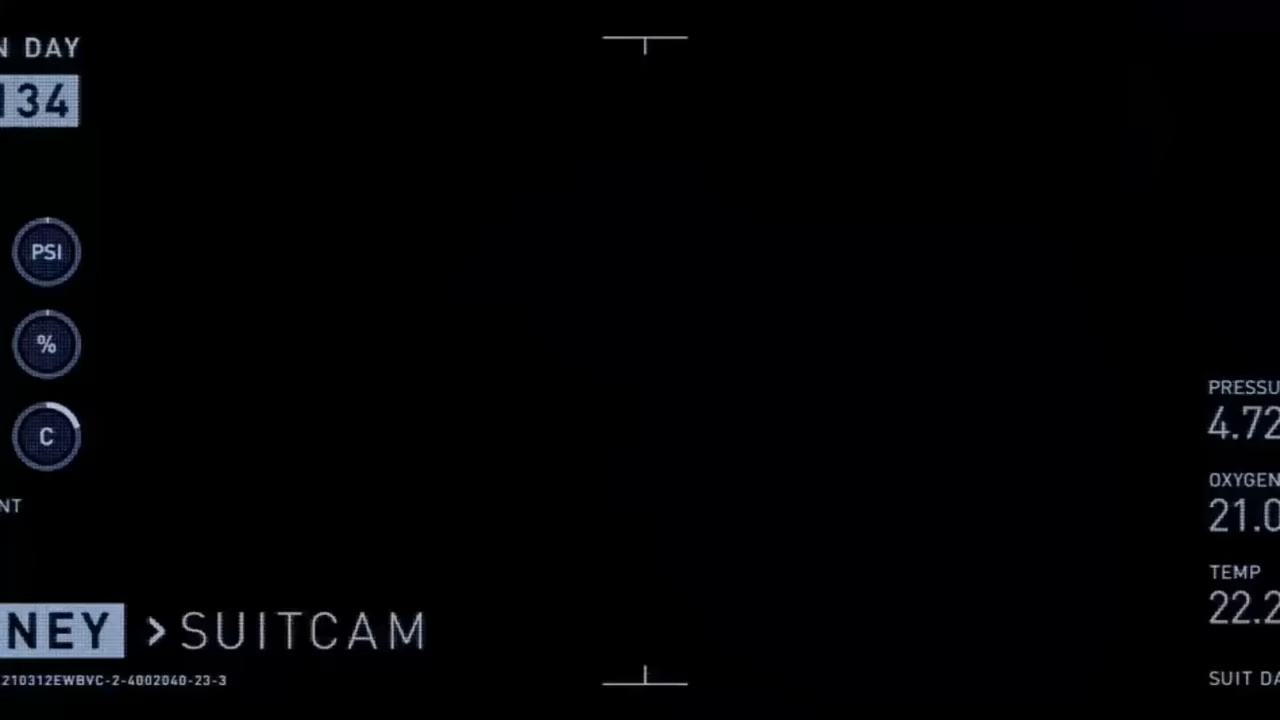 N DAY
134
PSI
%
C
NT
PRESSU
4.72
OXYGEN
21.0
TEMP
22.2
NEY > SUITCAM
210312EWBVC-2-4002040-23-3
SUIT DA